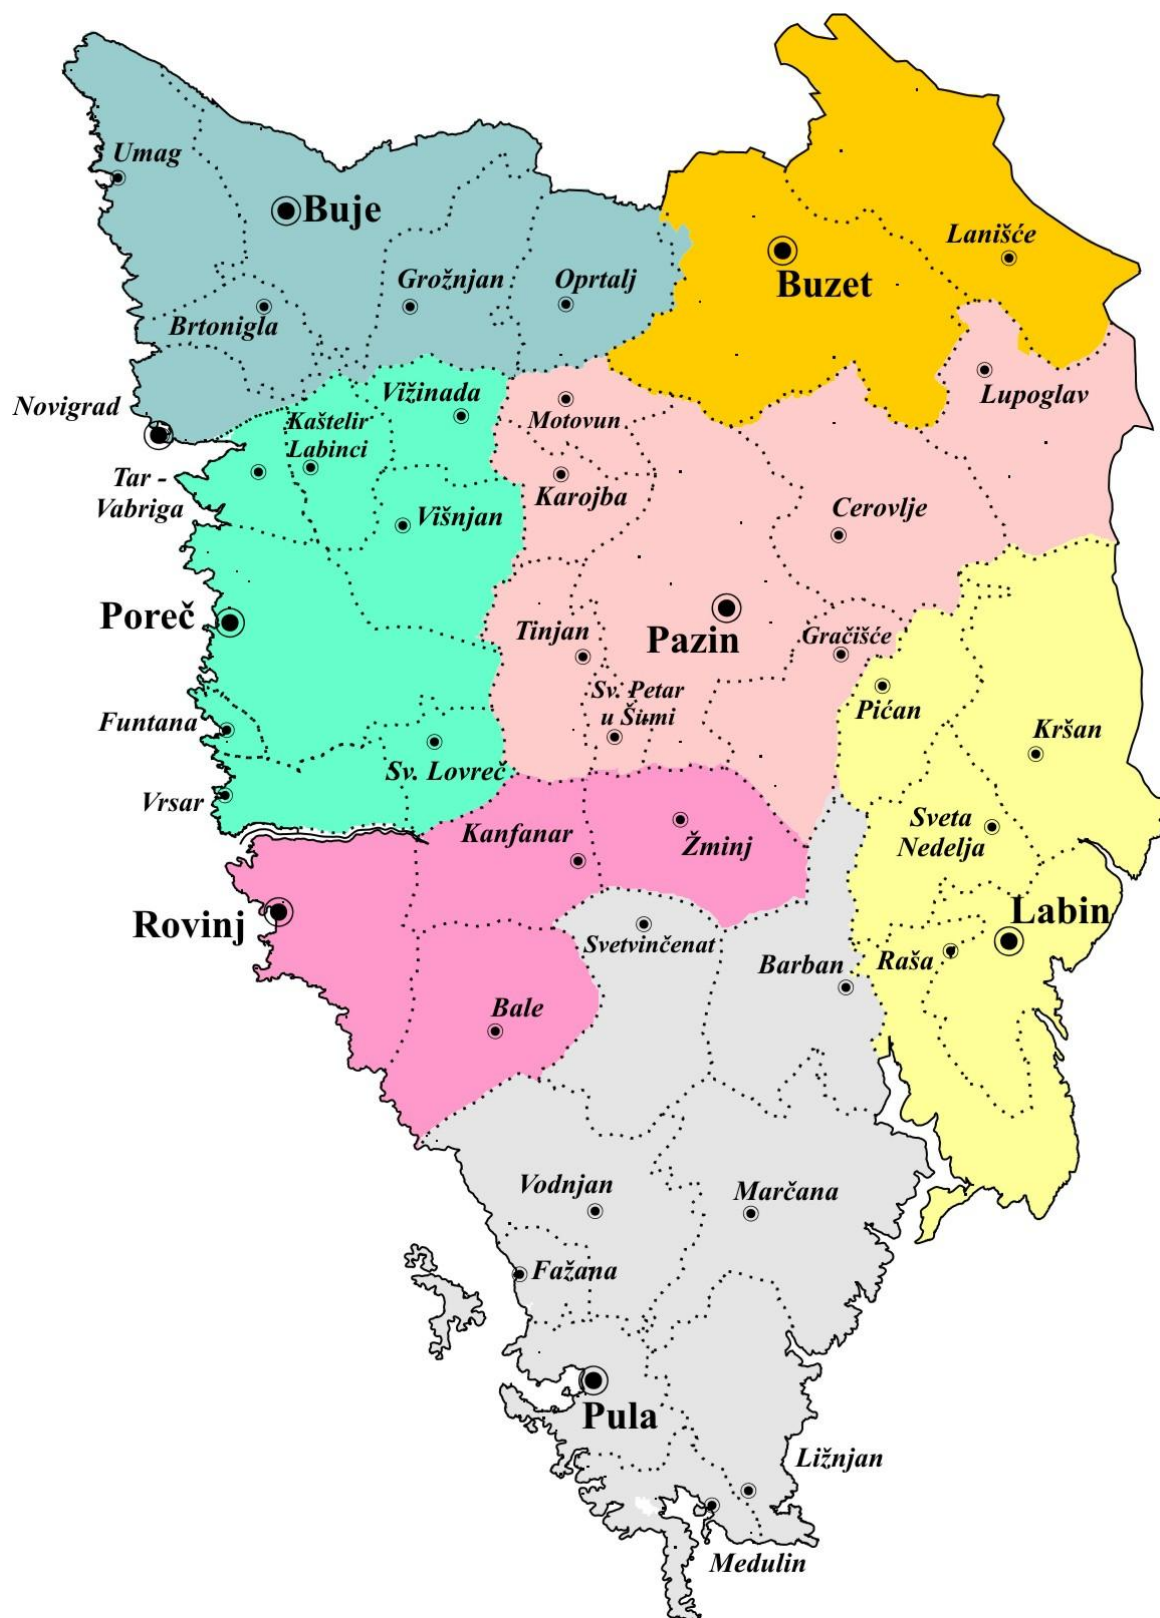 Umag
Buje
Lanišće
Buzet
Grožnjan
Oprtalj
Brtonigla
Lupoglav
Novigrad
Vižinada
Motovun
Kaštelir
Labinci
Tar -
Vabriga
Karojba
Višnjan
Cerovlje
Poreč
Tinjan
Pazin
Gračišće
Sv. Petar
u Šumi
Pićan
Funtana
Kršan
Sv. Lovreč
Vrsar
Kanfanar
Žminj
Sveta
Nedelja
Rovinj
Labin
Svetvinčenat
Barban
Raša
Bale
Vodnjan
Marčana
Fažana
Pula
Ližnjan
Medulin